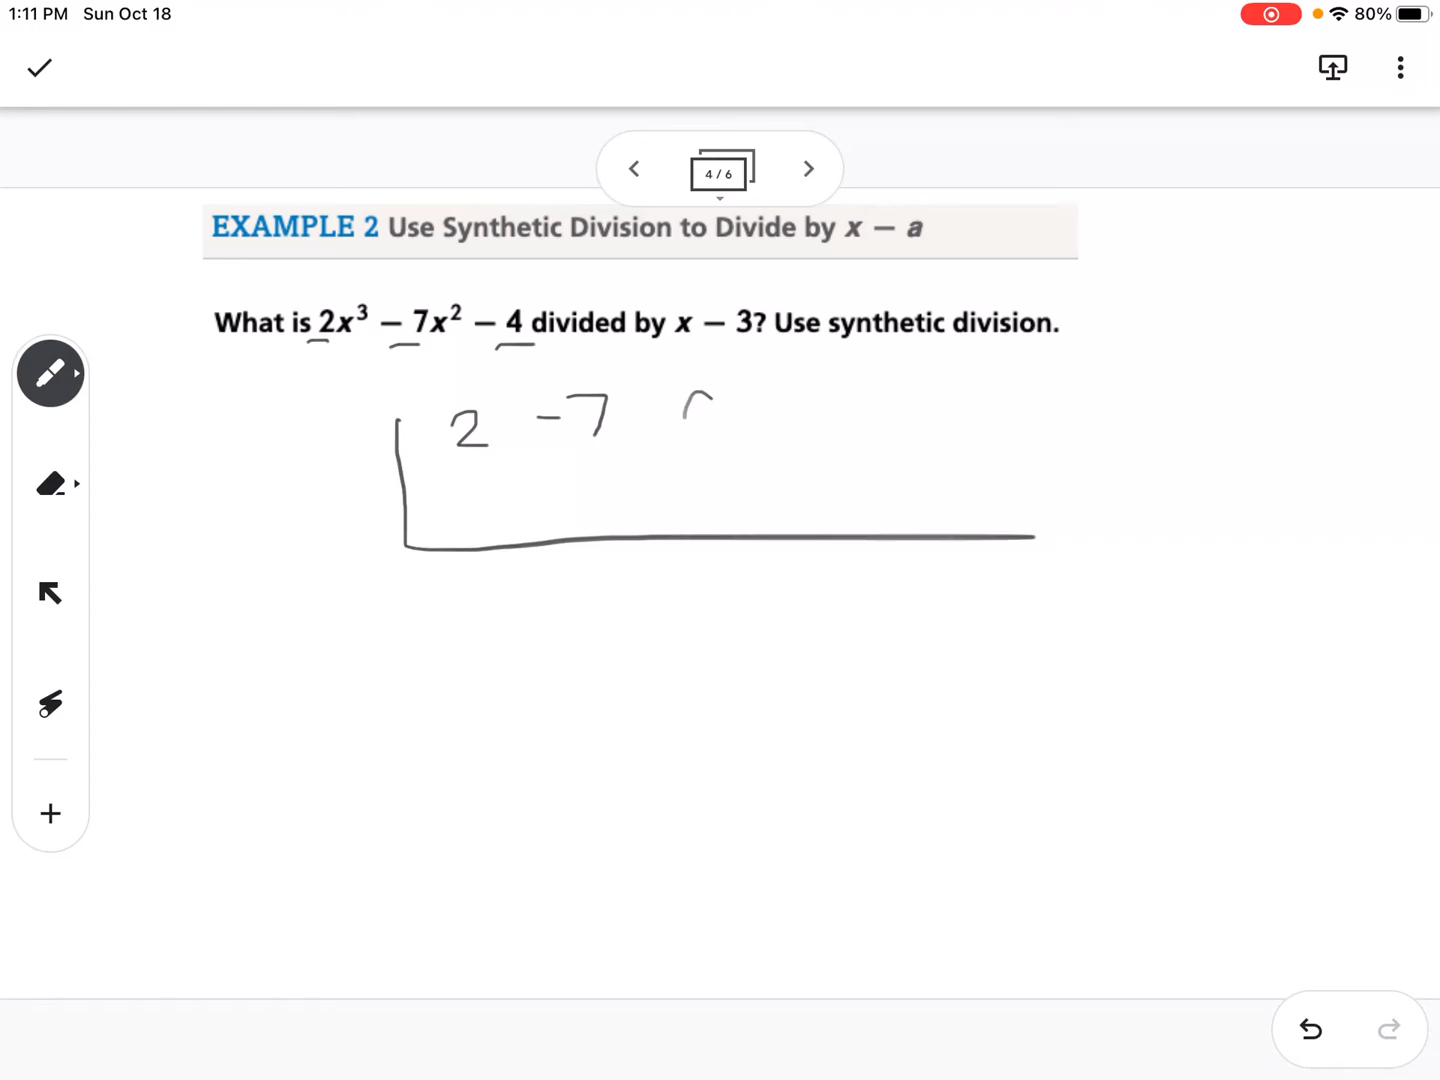 1:11 PM Sun Oct 18
80%
4 / 6
EXAMPLE 2 Use Synthetic Division to Divide by x − a
What is 2x³ − 7x² − 4 divided by x − 3? Use synthetic division.
2 -7